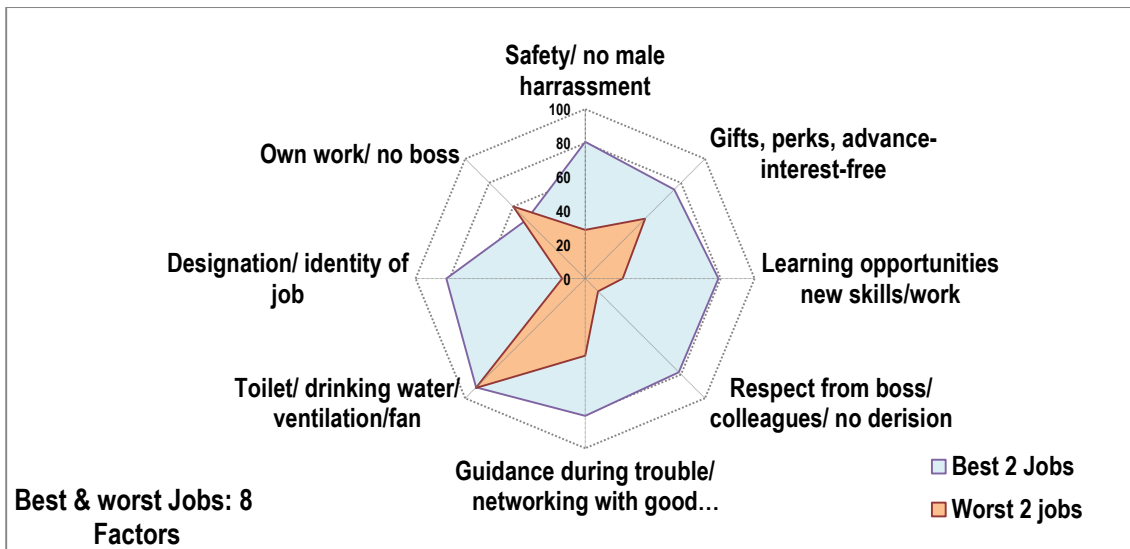 Safety/ no male
harrassment
Gifts, perks, advance-
interest-free
Learning opportunities
new skills/work
Respect from boss/
colleagues/ no derision
Guidance during trouble/
networking with good...
Toilet/ drinking water/
ventilation/fan
Designation/ identity of
job
Own work/ no boss
100
80
60
40
20
0
Best 2 Jobs
Worst 2 jobs
Best & worst Jobs: 8
Factors